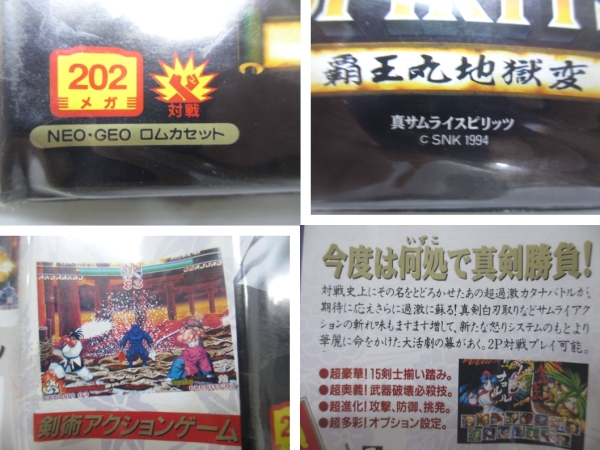 202
メガ
対戦
NEO・GEO ロムカセット
覇王丸地獄変
真サムライスピリッツ
© SNK 1994
剣術アクションゲーム
いずこ
今度は何処で真剣勝負!
対戦史上にその名をとどろかせたあの超過激カタナバトルが、
期待に応えさらに過激に蘇る!真剣白刃取りなどサムライアク
ションの斬れ味もますます増して、新たな怒りシステムのもとより
華麗に命をかけた大活劇の幕があく。2P対戦プレイ可能。
●超豪華!15剣士揃い踏み。
●超奥義!武器破壊必殺技。
●超進化!攻撃、防御、挑発。
●超多彩!オプション設定。